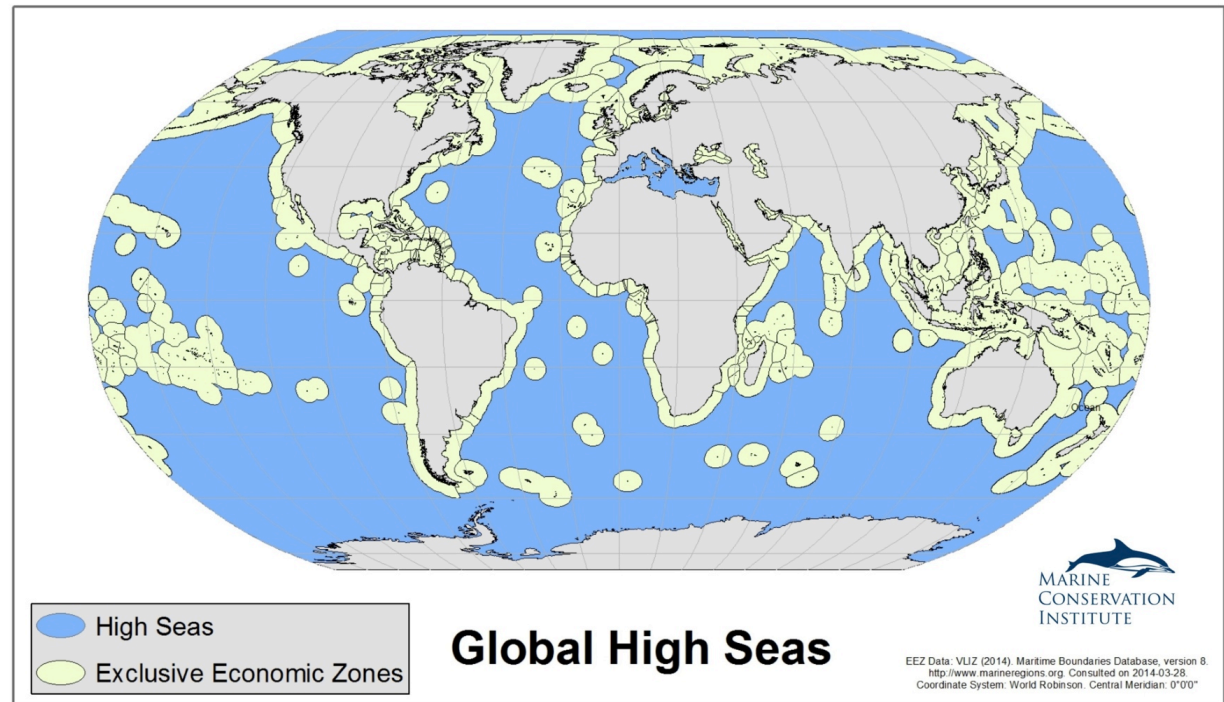 Ocean
MARINE
CONSERVATION
INSTITUTE
High Seas
Exclusive Economic Zones
Global High Seas
EEZ Data: VLIZ (2014). Maritime Boundaries Database, version 8.
http://www.marineregions.org. Consulted on 2014-03-28.
Coordinate System: World Robinson. Central Meridian: 0°0'0"